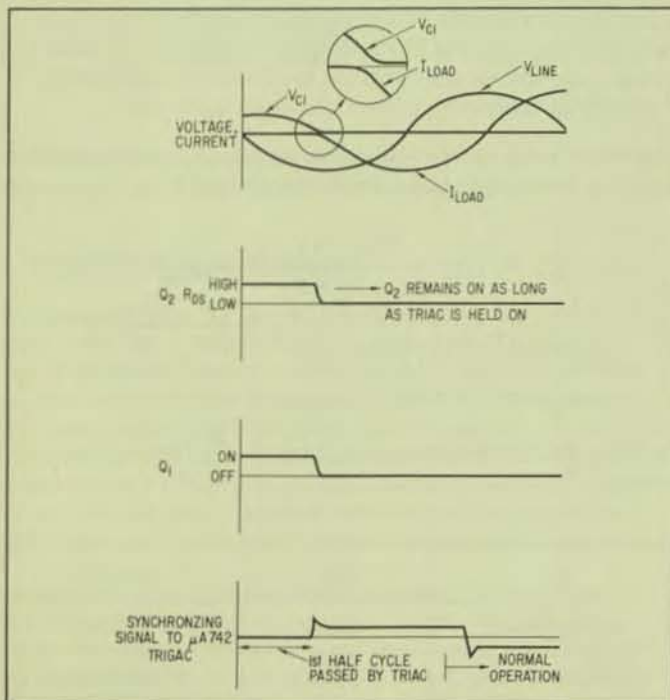 V_CI
I_LOAD
V_LINE
V_CI
VOLTAGE,
CURRENT
I_LOAD
Q₂ R_DS
HIGH
LOW
Q₂ REMAINS ON AS LONG
AS TRIAC IS HELD ON
Q₁
ON
OFF
SYNCHRONIZING
SIGNAL TO μA742
TRIGAC
1st HALF CYCLE
PASSED BY TRIAC
NORMAL
OPERATION